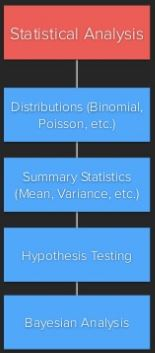 Statistical Analysis
Distributions (Binomial,
Poisson, etc.)
Summary Statistics
(Mean, Variance, etc.)
Hypothesis Testing
Bayesian Analysis